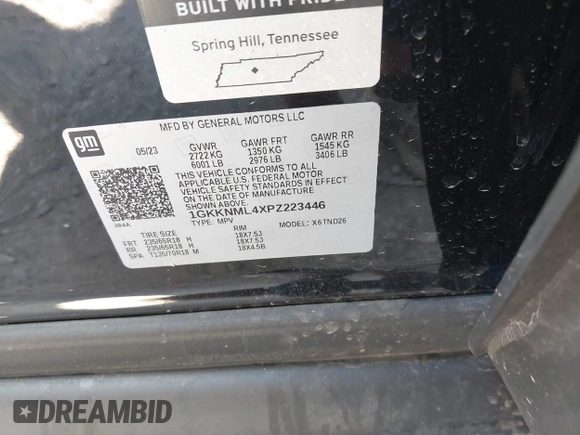 BUILT WITH PRIDE
Spring Hill, Tennessee
MFD BY GENERAL MOTORS LLC
gm
05/23 GVWR GAWR FRT GAWR RR
2722 KG 1350 KG 1545 KG
6001 LB 2976 LB 3406 LB
THIS VEHICLE CONFORMS TO ALL
APPLICABLE U.S. FEDERAL MOTOR
VEHICLE SAFETY STANDARDS IN EFFECT
ON THE DATE OF MANUFACTURE
SHOWN ABOVE.
384A
1GKKNML4XPZ223446
TYPE: MPV MODEL: X6TND26
TIRE SIZE RIM
FRT 235/65R18 H 18X7.5J
RR 235/65R18 H 18X7.5J
SPA T135/70R18 M 18X4.5B
DREAMBID